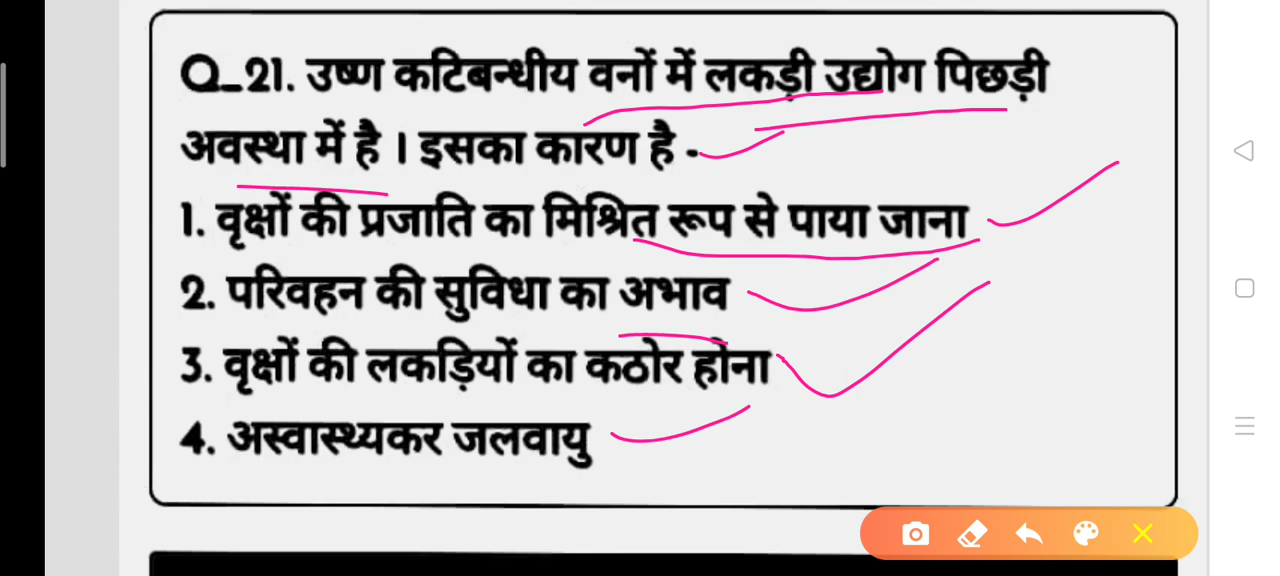 Q_21. उष्ण कटिबन्धीय वनों में लकड़ी उद्योग पिछड़ी
अवस्था में है । इसका कारण है -
1. वृक्षों की प्रजाति का मिश्रित रूप से पाया जाना
2. परिवहन की सुविधा का अभाव
3. वृक्षों की लकड़ियों का कठोर होना
4. अस्वास्थ्यकर जलवायु